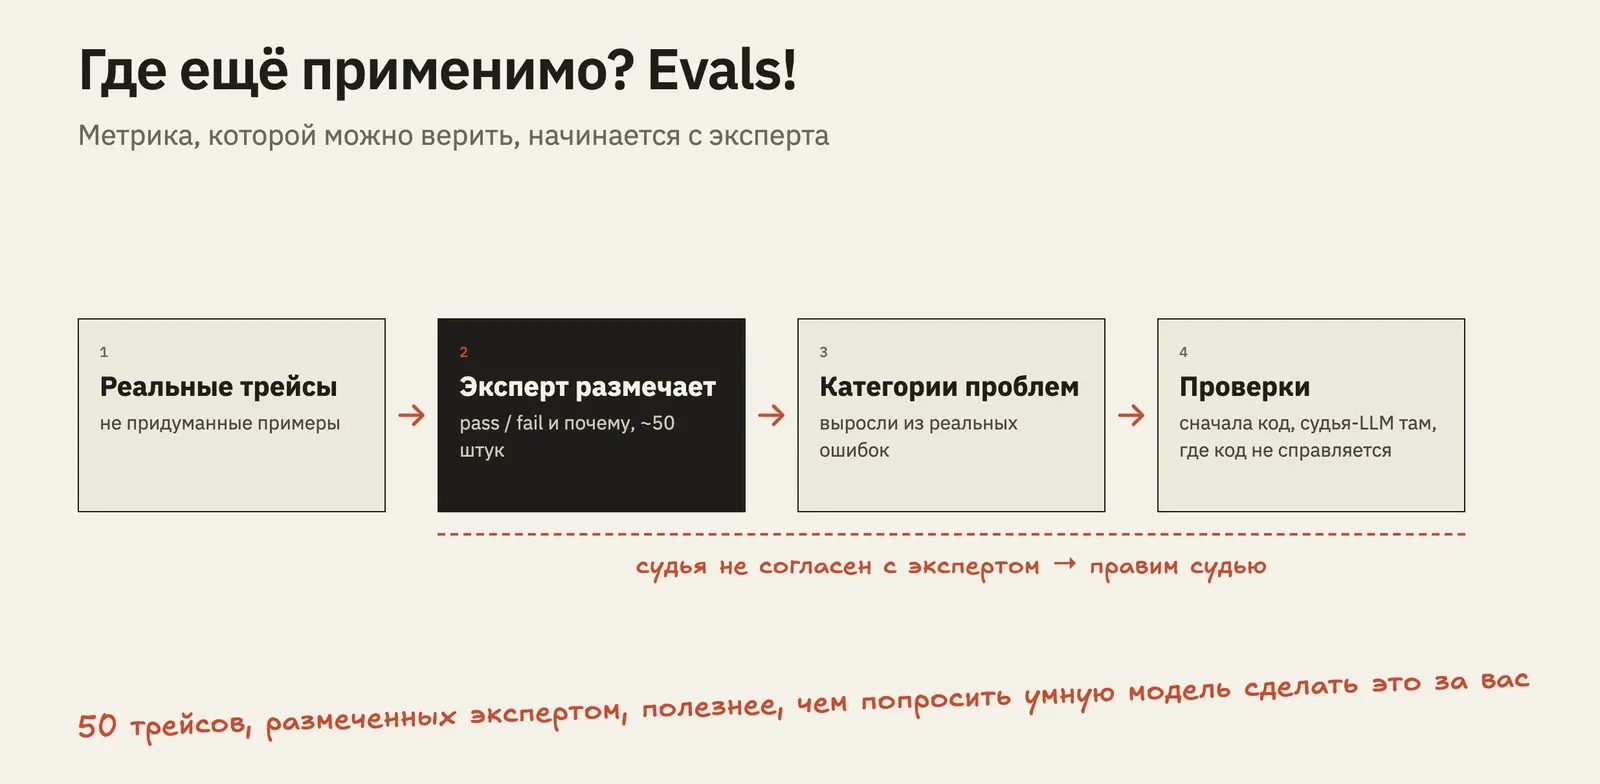 Где ещё применимо? Evals!
Метрика, которой можно верить, начинается с эксперта
1
Реальные трейсы
не придуманные примеры
2
Эксперт размечает
pass / fail и почему, ~50
штук
3
Категории проблем
выросли из реальных
ошибок
4
Проверки
сначала код, судья-LLM там,
где код не справляется
судья не согласен с экспертом → правим судью
50 трейсов, размеченных экспертом, полезнее, чем попросить умную модель сделать это за вас